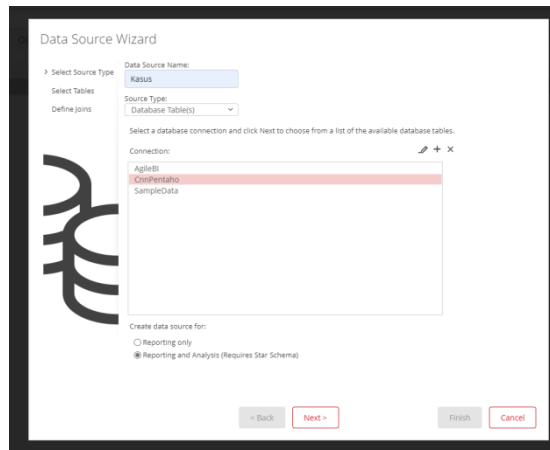 Data Source Wizard
> Select Source Type
Select Tables
Define Joins
Data Source Name:
Kasus
Source Type:
Database Table(s)
Select a database connection and click Next to choose from a list of the available database tables.
Connection:
AgileBI
CnnPentaho
SampleData
Create data source for:
Reporting only
Reporting and Analysis (Requires Star Schema)
< Back
Next >
Finish
Cancel